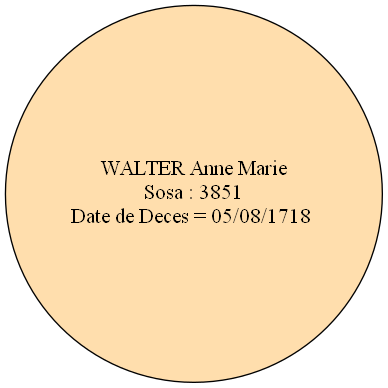 WALTER Anne Marie
Sosa : 3851
Date de Deces = 05/08/1718